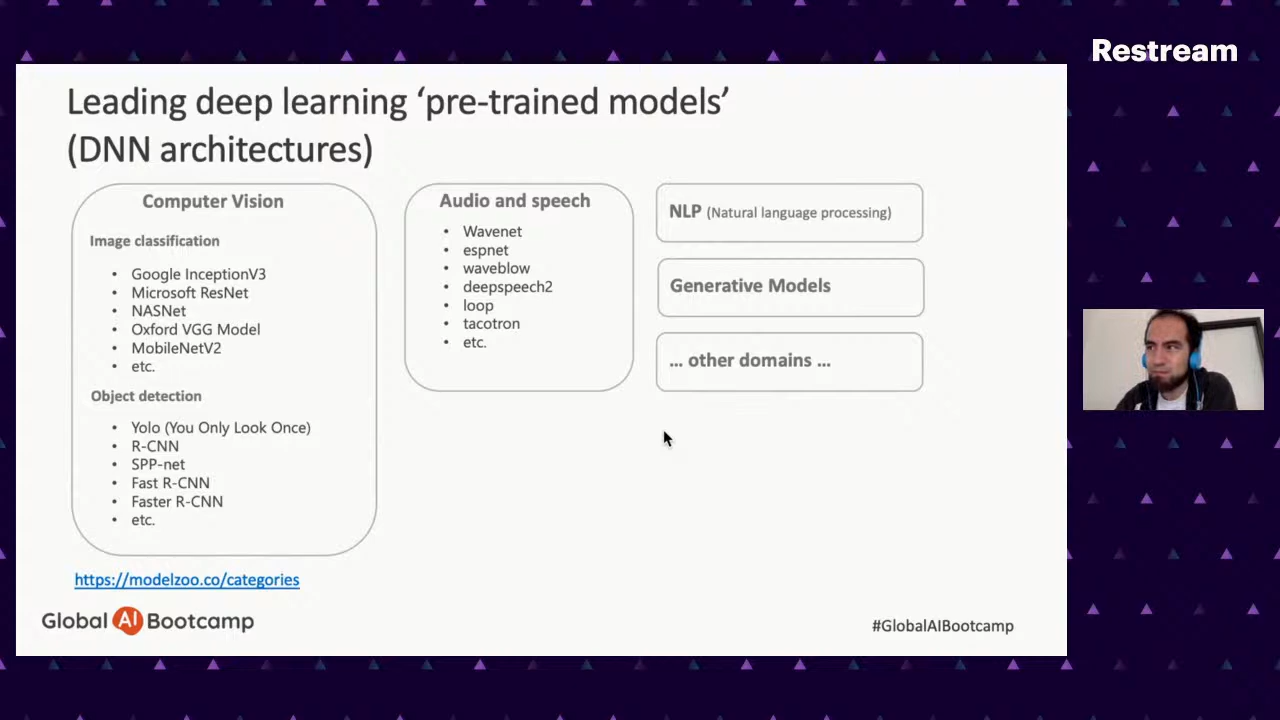 Restream
Leading deep learning ‘pre-trained models’
(DNN architectures)
Computer Vision
Image classification
• Google InceptionV3
• Microsoft ResNet
• NASNet
• Oxford VGG Model
• MobileNetV2
• etc.
Object detection
• Yolo (You Only Look Once)
• R-CNN
• SPP-net
• Fast R-CNN
• Faster R-CNN
• etc.
Audio and speech
• Wavenet
• espnet
• waveblow
• deepspeech2
• loop
• tacotron
• etc.
NLP (Natural language processing)
Generative Models
... other domains ...
https://modelzoo.co/categories
Global AI Bootcamp
#GlobalAIBootcamp